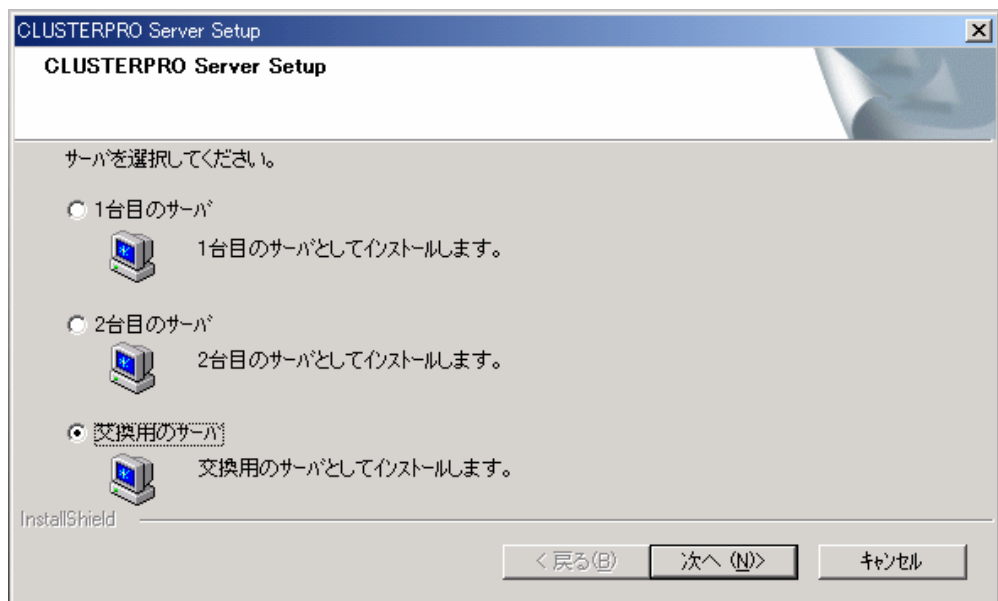 CLUSTERPRO Server Setup
CLUSTERPRO Server Setup
サーバを選択してください。
1台目のサーバ
1台目のサーバとしてインストールします。
2台目のサーバ
2台目のサーバとしてインストールします。
交換用のサーバ
交換用のサーバとしてインストールします。
InstallShield
< 戻る(B) 次へ (N)> キャンセル